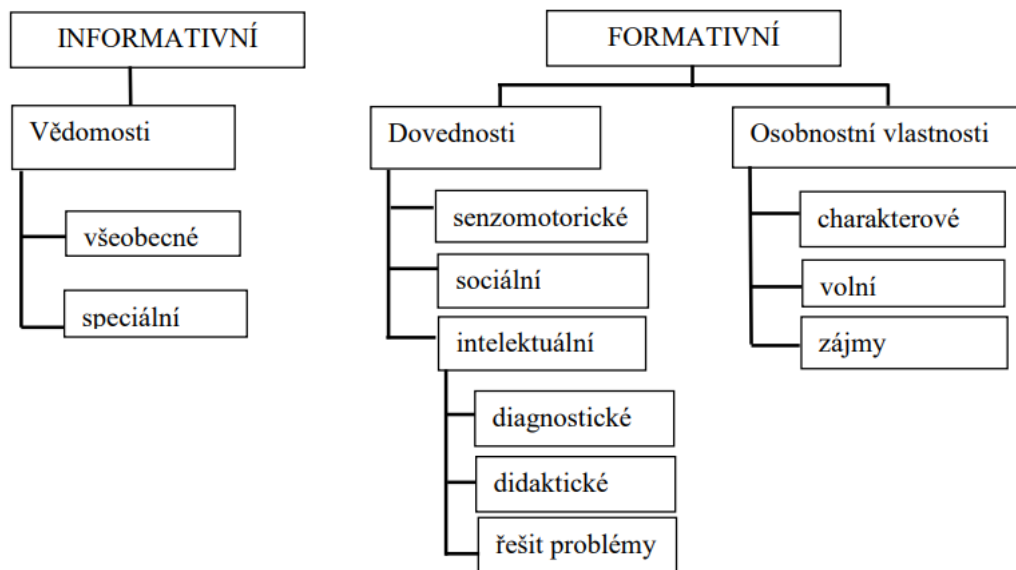 INFORMATIVNÍ
Vědomosti
všeobecné
speciální
FORMATIVNÍ
Dovednosti
senzomotorické
sociální
intelektuální
diagnostické
didaktické
řešit problémy
Osobnostní vlastnosti
charakterové
volní
zájmy